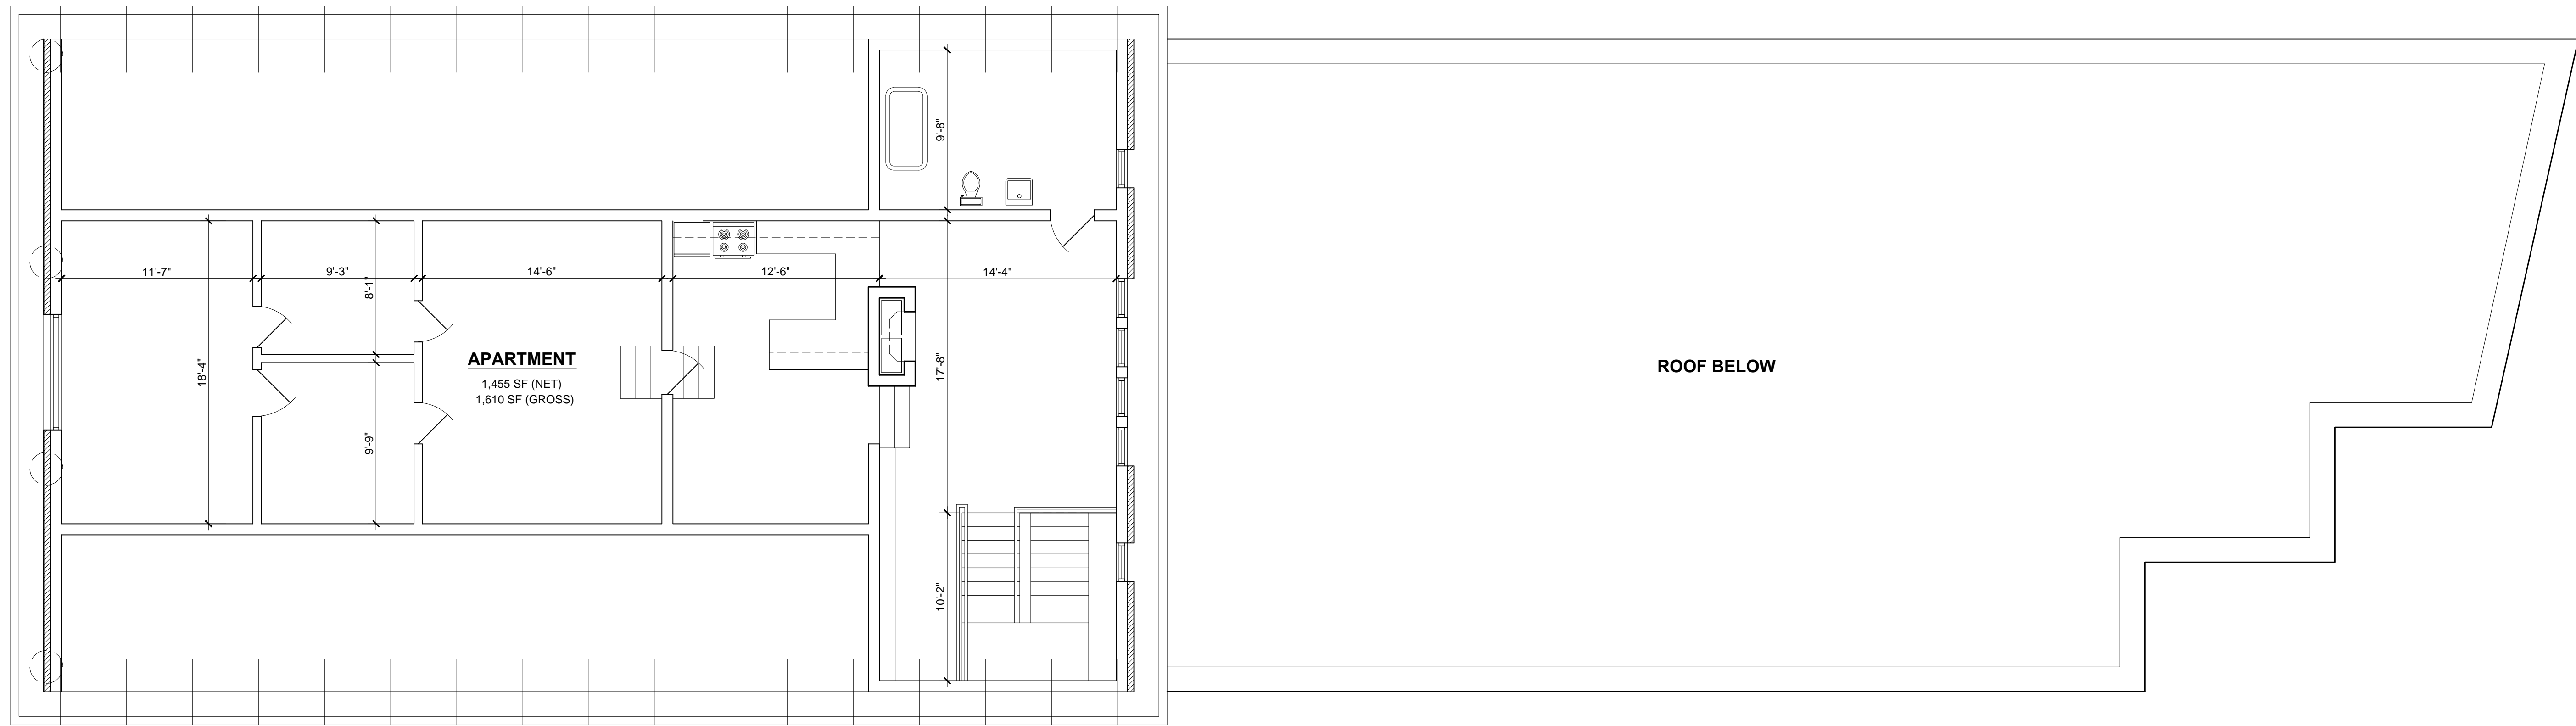 9'-8"
11'-7"
9'-3"
14'-6"
12'-6"
14'-4"
8'-1"
APARTMENT
1,455 SF (NET)
1,610 SF (GROSS)
18'-4"
17'-8"
ROOF BELOW
9'-9"
10'-2"